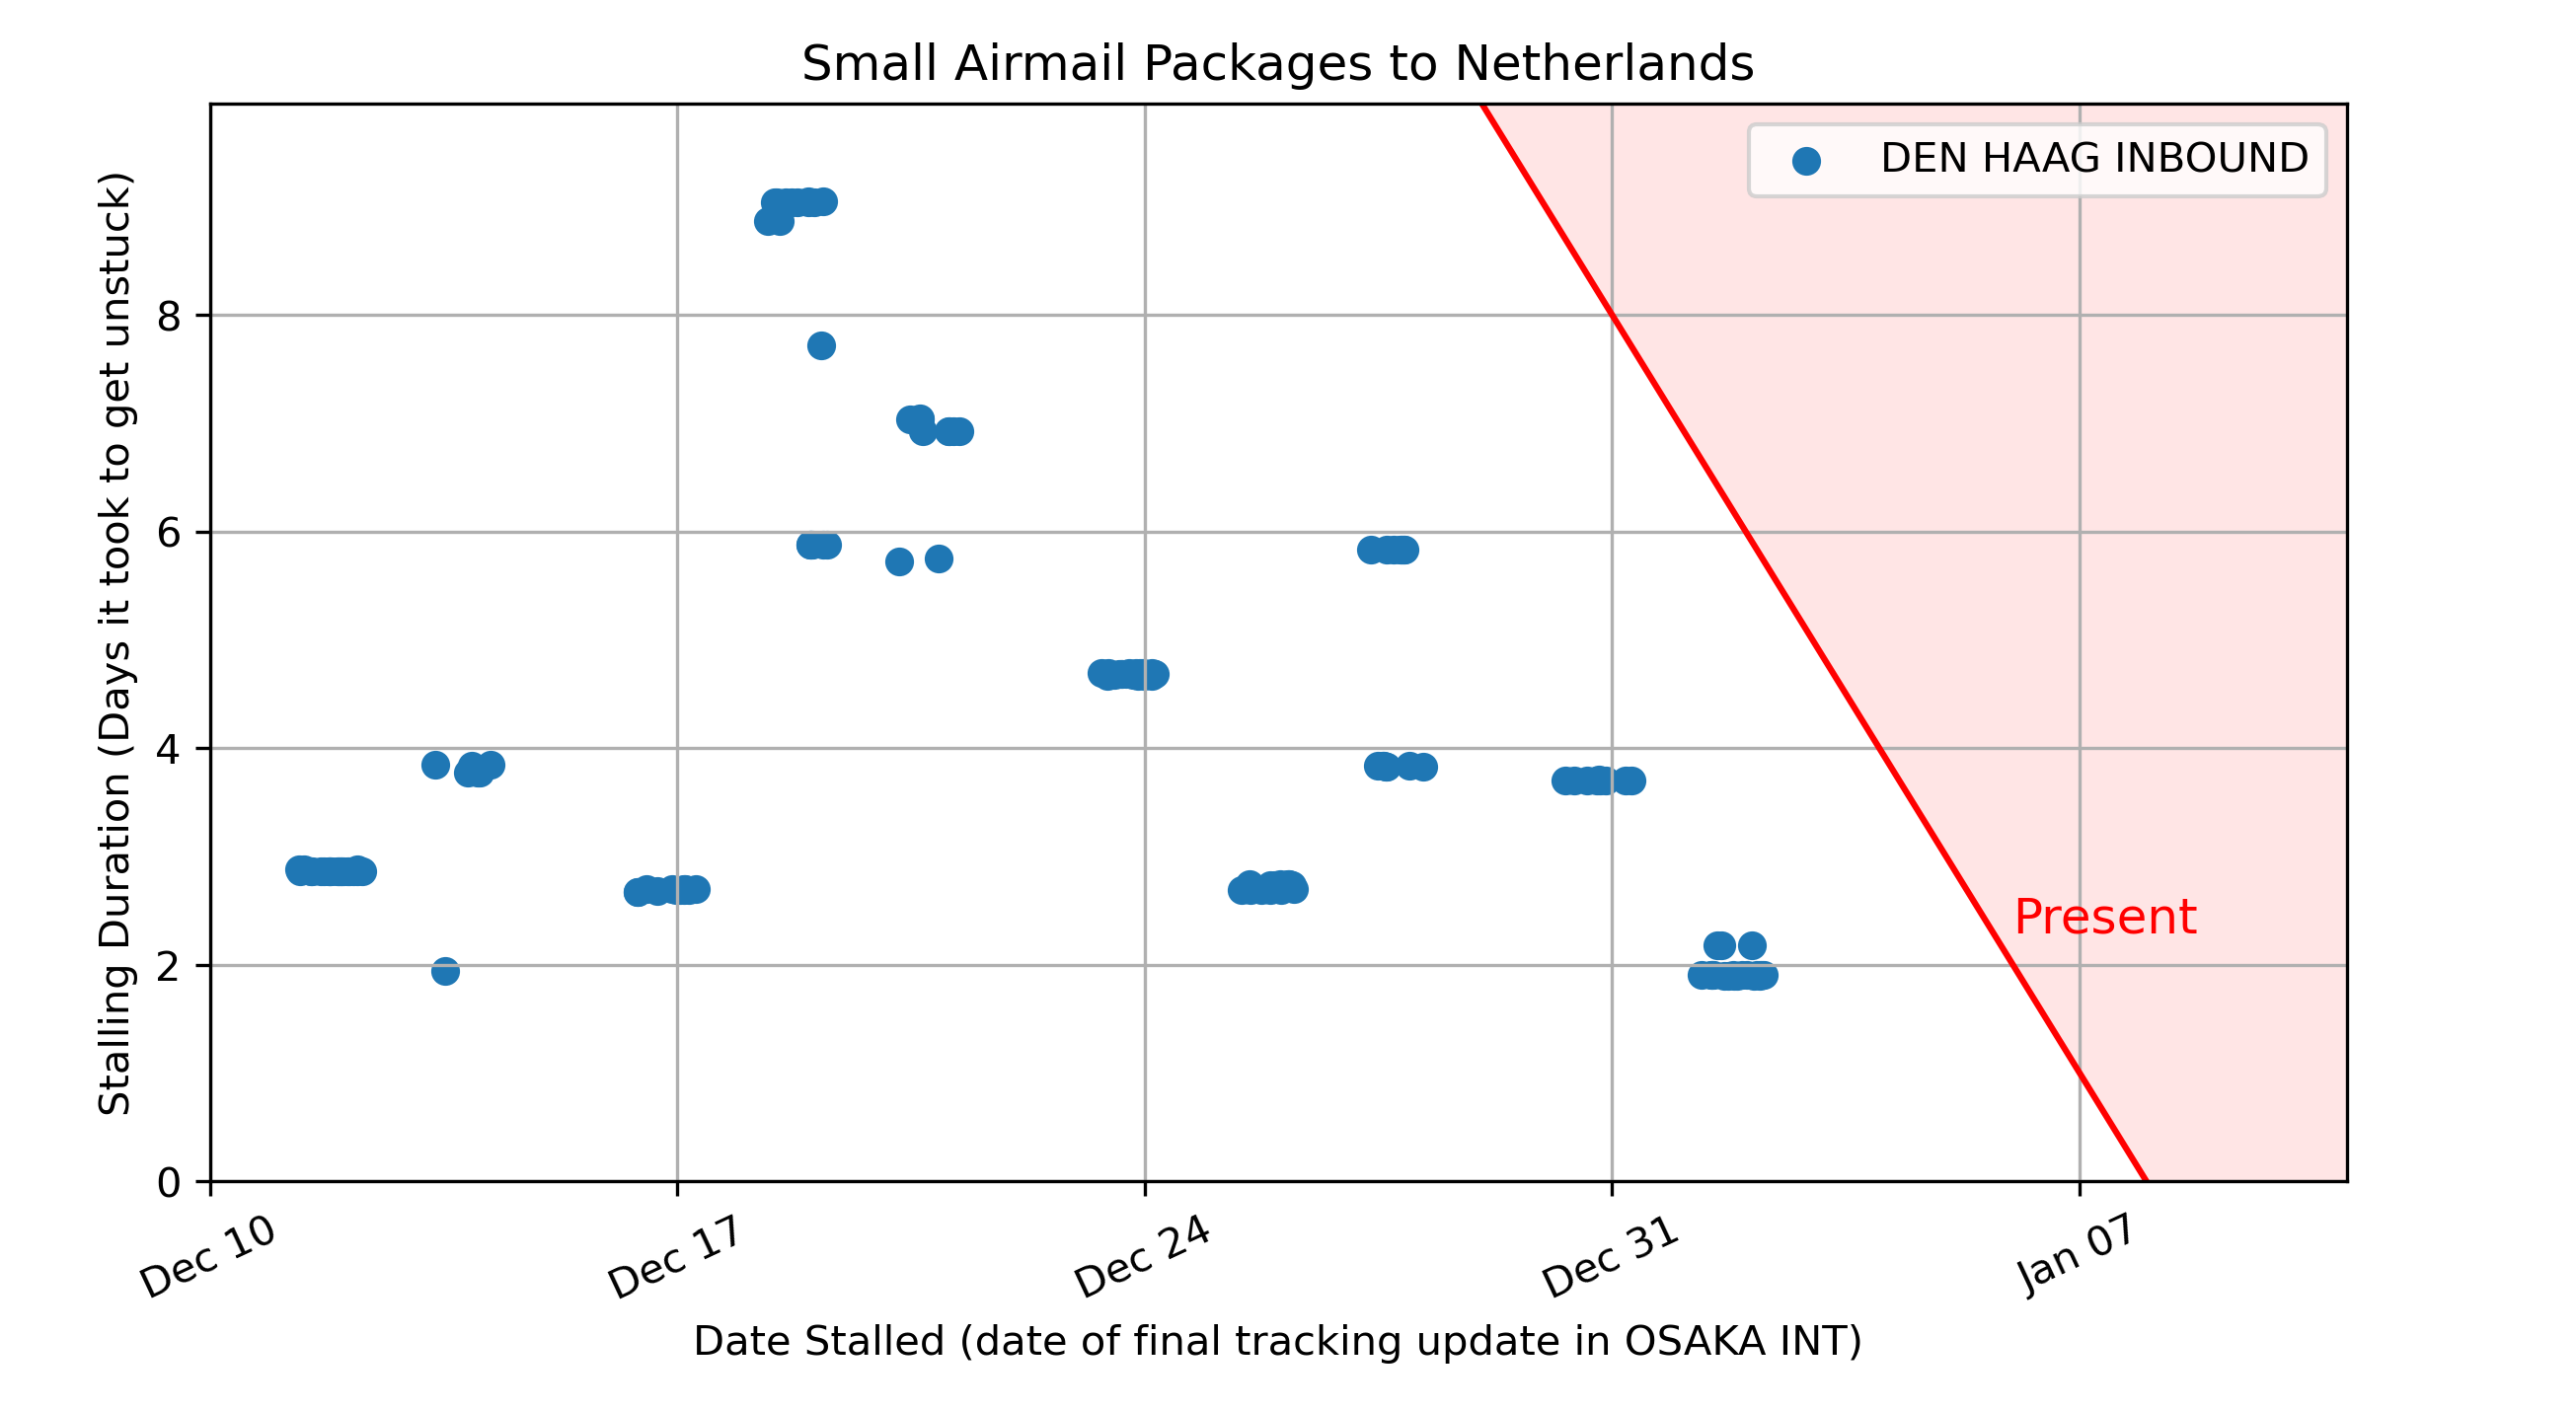 Small Airmail Packages to Netherlands
DEN HAAG INBOUND
Stalling Duration (Days it took to get unstuck)
8
6
4
2
0
Present
Dec 10
Dec 17
Dec 24
Dec 31
Jan 07
Date Stalled (date of final tracking update in OSAKA INT)